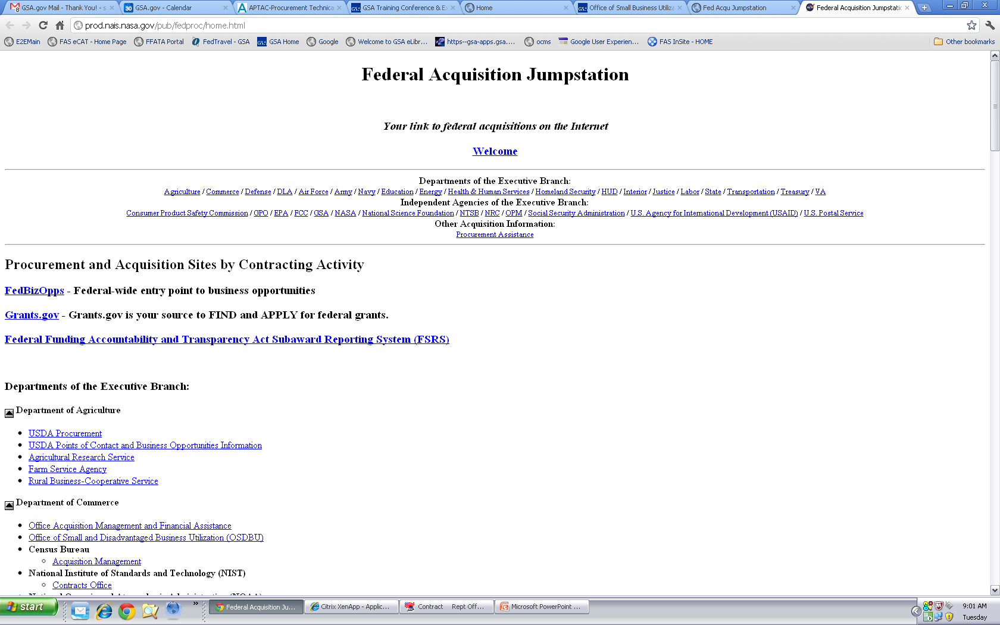 GSA.gov Mail - Thank You! - s
GSA.gov - Calendar
APTAC-Procurement Technica
GSA Training Conference & Ex
Home
Office of Small Business Utiliza
Fed Acqu Jumpstation
Federal Acquisition Jumpstatic
prod.nais.nasa.gov/pub/fedproc/home.html
E2EMain
FAS eCAT - Home Page
FFATA Portal
FedTravel - GSA
GSA Home
Google
Welcome to GSA eLibr...
https--gsa-apps.gsa....
ocms
Google User Experien...
FAS InSite - HOME
Other bookmarks
Federal Acquisition Jumpstation
Your link to federal acquisitions on the Internet
Welcome
Departments of the Executive Branch:
Agriculture / Commerce / Defense / DLA / Air Force / Army / Navy / Education / Energy / Health & Human Services / Homeland Security / HUD / Interior / Justice / Labor / State / Transportation / Treasury / VA
Independent Agencies of the Executive Branch:
Consumer Product Safety Commission / GPO / EPA / FCC / GSA / NASA / National Science Foundation / NTSB / NRC / OPM / Social Security Administration / U.S. Agency for International Development (USAID) / U.S. Postal Service
Other Acquisition Information:
Procurement Assistance
Procurement and Acquisition Sites by Contracting Activity
FedBizOpps - Federal-wide entry point to business opportunities
Grants.gov - Grants.gov is your source to FIND and APPLY for federal grants.
Federal Funding Accountability and Transparency Act Subaward Reporting System (FSRS)
Departments of the Executive Branch:
Department of Agriculture
USDA Procurement
USDA Points of Contact and Business Opportunities Information
Agricultural Research Service
Farm Service Agency
Rural Business-Cooperative Service
Department of Commerce
Office Acquisition Management and Financial Assistance
Office of Small and Disadvantaged Business Utilization (OSDBU)
Census Bureau
Acquisition Management
National Institute of Standards and Technology (NIST)
Contracts Office
start
Federal Acquisition Ju...
Citrix XenApp - Applic...
Contract Rept Off...
Microsoft PowerPoint ...
9:01 AM
Tuesday